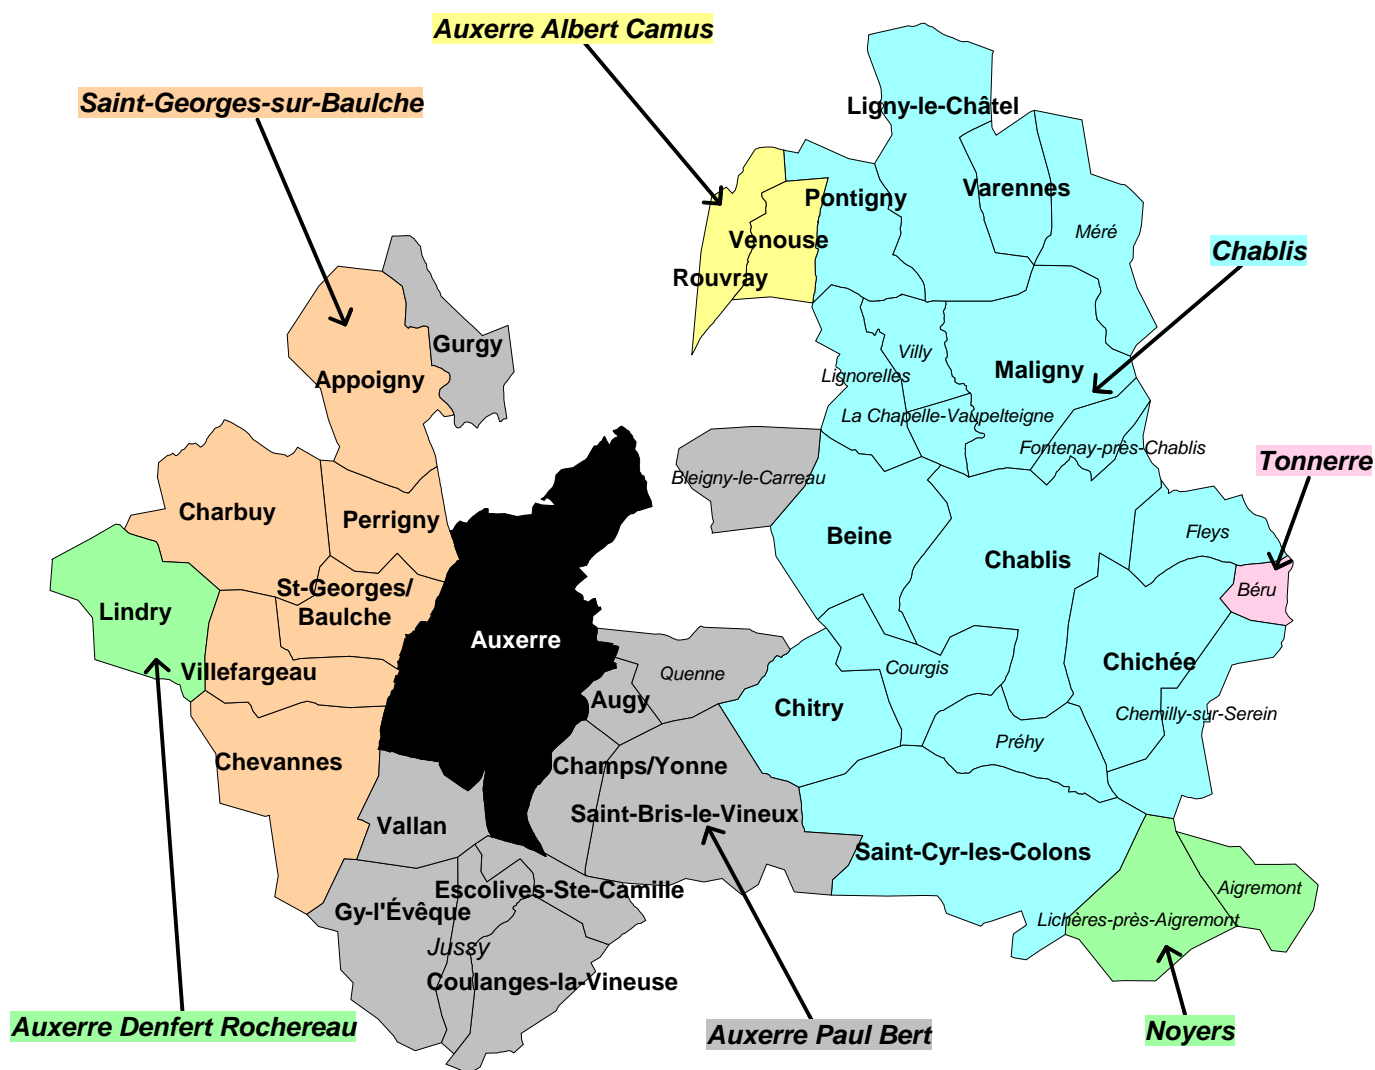 Auxerre Albert Camus
Saint-Georges-sur-Baulche
Ligny-le-Châtel
Varennes
Pontigny
Méré
Venouse
Chablis
Rouvray
Gurgy
Villy
Maligny
Lignorelles
Appoigny
La Chapelle-Vaupelteigne
Fontenay-près-Chablis
Tonnerre
Bleigny-le-Carreau
Charbuy
Perrigny
Beine
Fleys
Chablis
St-Georges/
Baulche
Béru
Lindry
Auxerre
Villefargeau
Quenne
Courgis
Chichée
Augy
Chitry
Chemilly-sur-Serein
Préhy
Chevannes
Champs/Yonne
Vallan
Saint-Bris-le-Vineux
Saint-Cyr-les-Colons
Escolives-Ste-Camille
Aigremont
Gy-l'Évêque
Lichères-près-Aigremont
Jussy
Coulanges-la-Vineuse
Auxerre Denfert Rochereau
Auxerre Paul Bert
Noyers